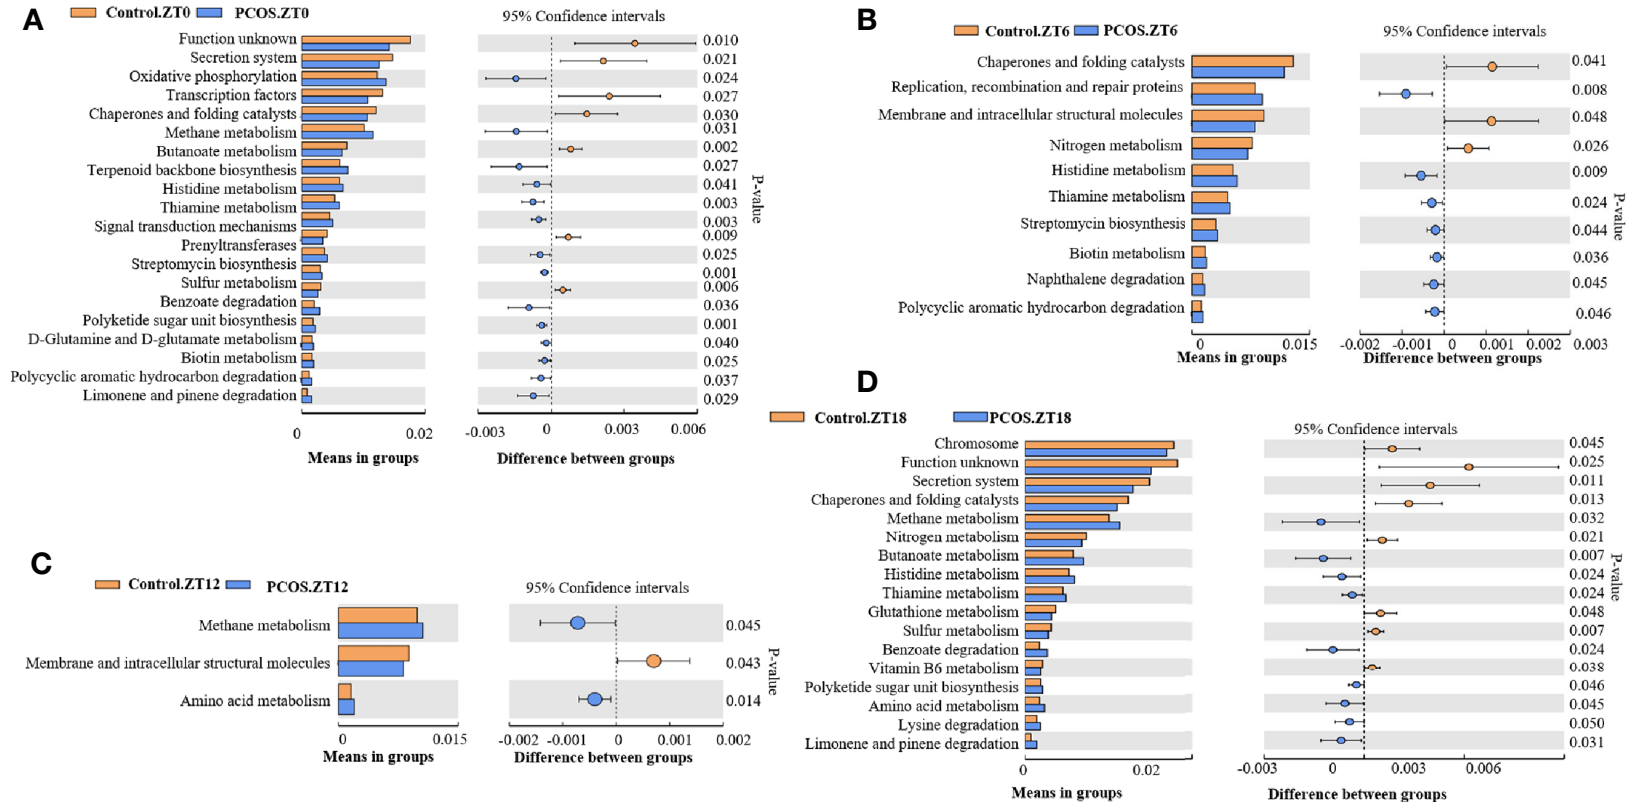 A
Control.ZT0 PCOS.ZT0
95% Confidence intervals
Function unknown 0.010
Secretion system 0.021
Oxidative phosphorylation 0.024
Transcription factors 0.027
Chaperones and folding catalysts 0.030
Methane metabolism 0.031
Butanoate metabolism 0.002
Terpenoid backbone biosynthesis 0.027
Histidine metabolism 0.041
Thiamine metabolism 0.003
Signal transduction mechanisms 0.003
Prenyltransferases 0.009
Streptomycin biosynthesis 0.025
Sulfur metabolism 0.001
Benzoate degradation 0.006
Polyketide sugar unit biosynthesis 0.036
D-Glutamine and D-glutamate metabolism 0.001
Biotin metabolism 0.040
Polycyclic aromatic hydrocarbon degradation 0.025
Limonene and pinene degradation 0.037
0.029
P-value
0 0.02
-0.003 0 0.003 0.006
Means in groups
Difference between groups
B
Control.ZT6 PCOS.ZT6
95% Confidence intervals
Chaperones and folding catalysts 0.041
Replication, recombination and repair proteins 0.008
Membrane and intracellular structural molecules 0.048
Nitrogen metabolism 0.026
Histidine metabolism 0.009
Thiamine metabolism 0.024
Streptomycin biosynthesis 0.044
Biotin metabolism 0.036
Naphthalene degradation 0.045
Polycyclic aromatic hydrocarbon degradation 0.046
P-value
0 0.015
-0.002 -0.001 0 0.001 0.002 0.003
Means in groups
Difference between groups
C
Control.ZT12 PCOS.ZT12
95% Confidence intervals
Methane metabolism 0.045
Membrane and intracellular structural molecules 0.043
Amino acid metabolism 0.014
P-value
0 0.015
-0.002 -0.001 0 0.001 0.002
Means in groups
Difference between groups
D
Control.ZT18 PCOS.ZT18
95% Confidence intervals
Chromosome 0.045
Function unknown 0.025
Secretion system 0.011
Chaperones and folding catalysts 0.013
Methane metabolism 0.032
Nitrogen metabolism 0.021
Butanoate metabolism 0.007
Histidine metabolism 0.024
Thiamine metabolism 0.024
Glutathione metabolism 0.048
Sulfur metabolism 0.007
Benzoate degradation 0.024
Vitamin B6 metabolism 0.038
Polyketide sugar unit biosynthesis 0.046
Amino acid metabolism 0.045
Lysine degradation 0.050
Limonene and pinene degradation 0.031
P-value
0 0.02
-0.003 0 0.003 0.006
Means in groups
Difference between groups